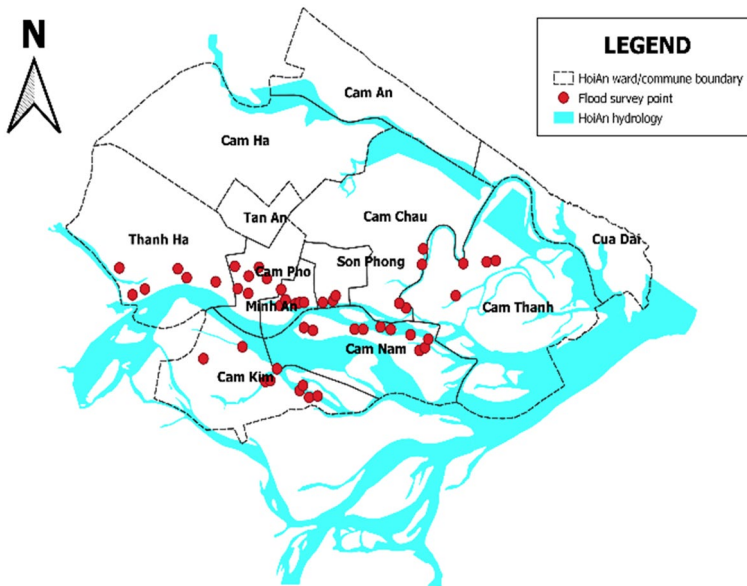 N
LEGEND
HoiAn ward/commune boundary
Flood survey point
HoiAn hydrology
Cam An
Cam Ha
Tan An
Cam Chau
Thanh Ha
Cua Dai
Cam Pho
Son Phong
Minh An
Cam Thanh
Cam Nam
Cam Kim